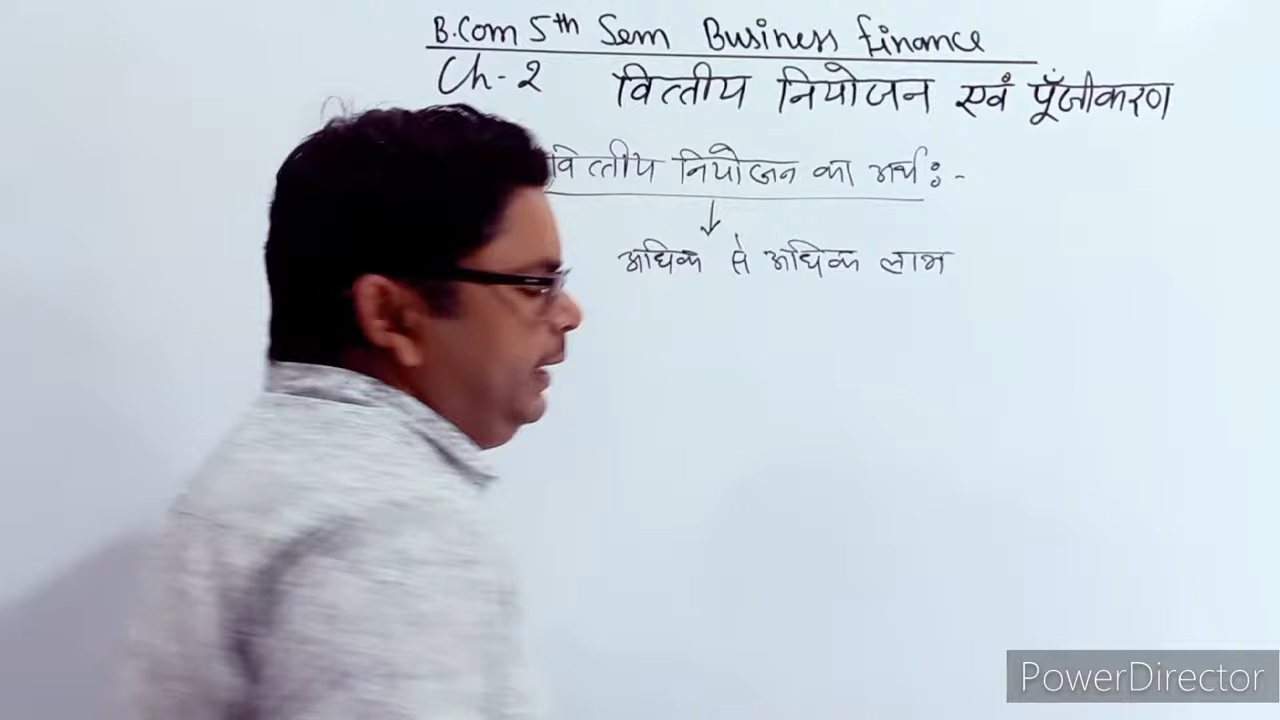 B.Com 5th Sem Business finance
Ch-2 वित्तीय नियोजन एवं पूँजीकरण
वित्तीय नियोजन का अर्थ :-
अधिक से अधिक लाभ
PowerDirector